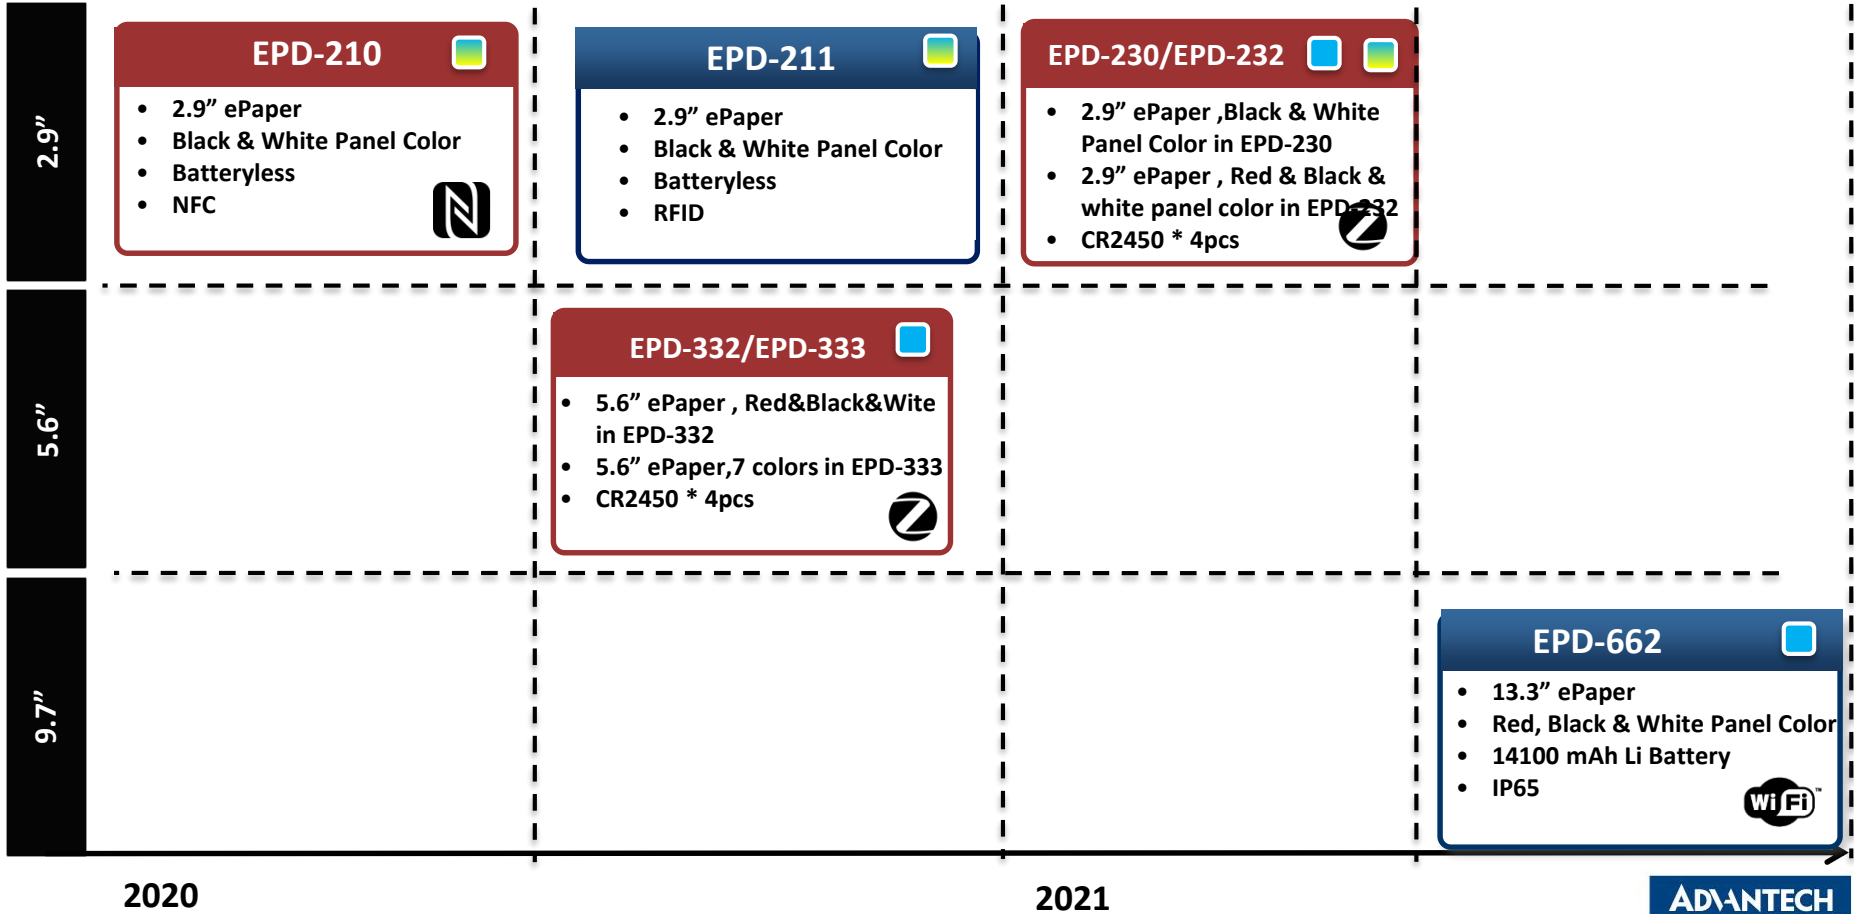 2.9”
EPD-210
• 2.9” ePaper
• Black & White Panel Color
• Batteryless
• NFC
EPD-211
• 2.9” ePaper
• Black & White Panel Color
• Batteryless
• RFID
EPD-230/EPD-232
• 2.9” ePaper ,Black & White
Panel Color in EPD-230
• 2.9” ePaper , Red & Black &
white panel color in EPD-232
• CR2450 * 4pcs
5.6”
EPD-332/EPD-333
• 5.6” ePaper , Red&Black&Wite
in EPD-332
• 5.6” ePaper,7 colors in EPD-333
• CR2450 * 4pcs
9.7”
EPD-662
• 13.3” ePaper
• Red, Black & White Panel Color
• 14100 mAh Li Battery
• IP65
WiFi™
2020
2021
ADVANTECH